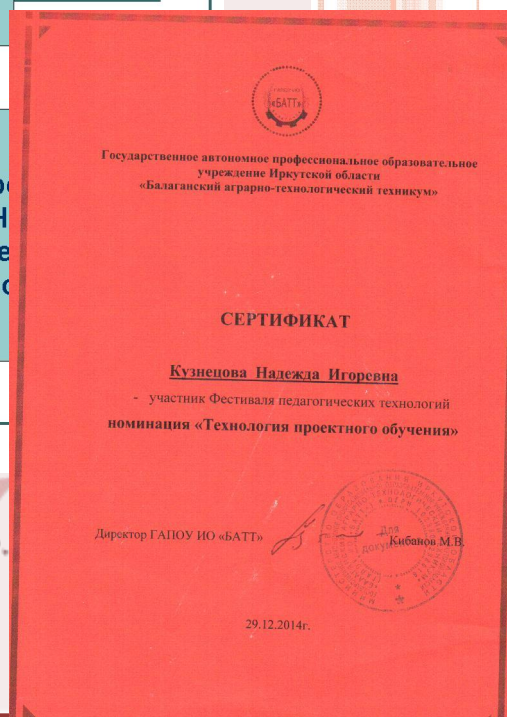 «БАТТ»
Государственное автономное профессиональное образовательное
учреждение Иркутской области
«Балаганский аграрно-технологический техникум»
СЕРТИФИКАТ
Кузнецова Надежда Игоревна
- участник Фестиваля педагогических технологий
номинация «Технология проектного обучения»
Директор ГАПОУ ИО «БАТТ»
Кибанов М.В.
Для
29.12.2014г.